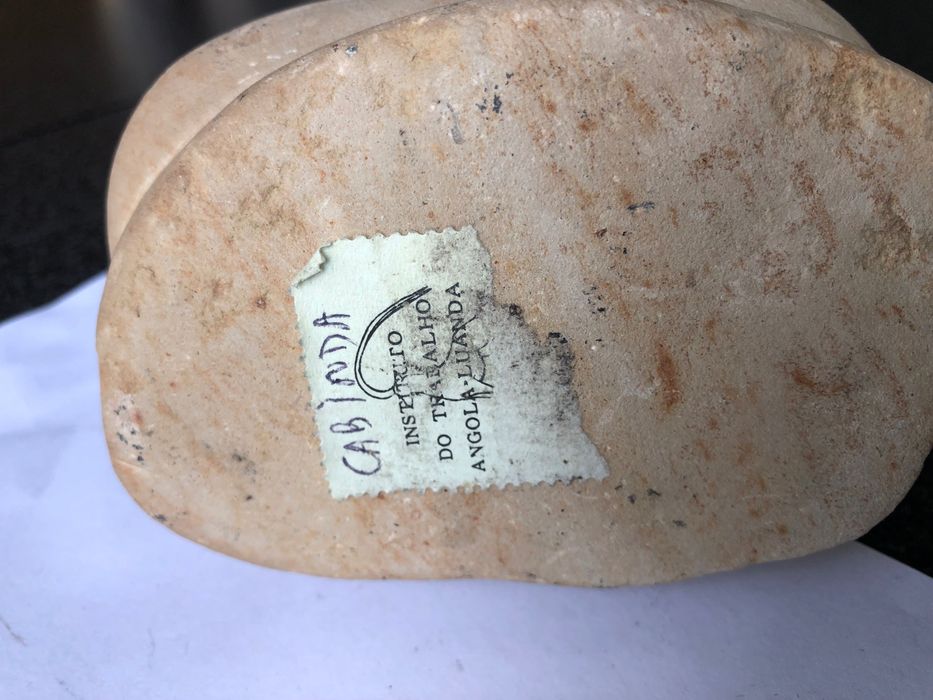 CABINDA
INSTITUTO
DO TRABALHO
ANGOLA-LUANDA